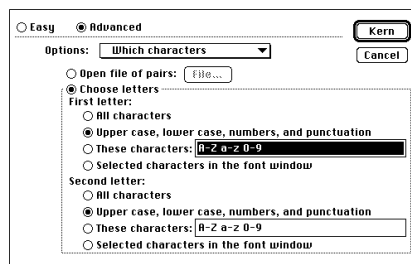 Easy Advanced Kern
Options: Which characters Cancel
Open file of pairs: File...
Choose letters
First letter:
All characters
Upper case, lower case, numbers, and punctuation
These characters: A-Z a-z 0-9
Selected characters in the font window
Second letter:
All characters
Upper case, lower case, numbers, and punctuation
These characters: A-Z a-z 0-9
Selected characters in the font window